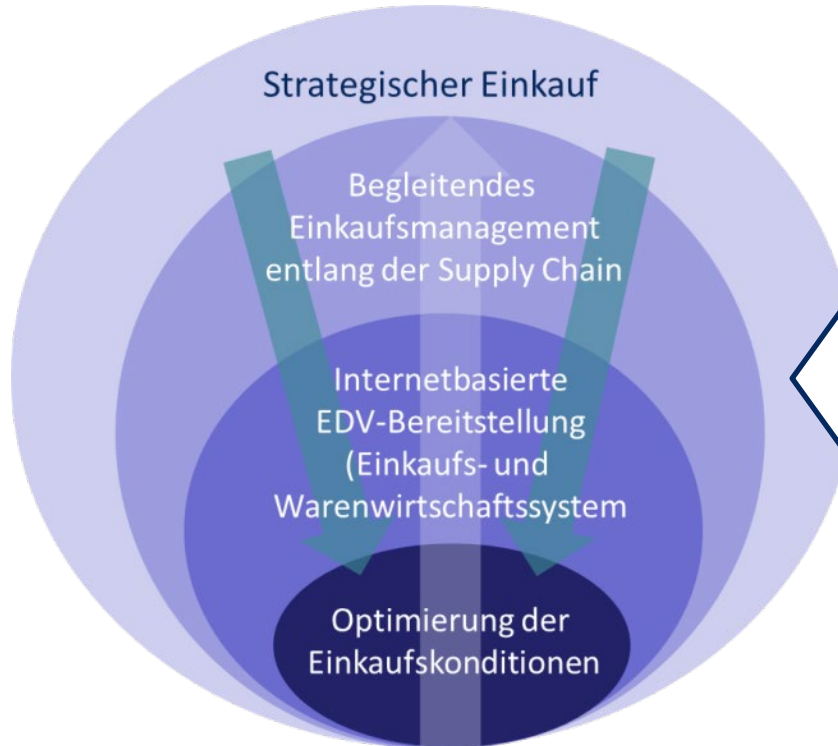 Strategischer Einkauf
Begleitendes
Einkaufsmanagement
entlang der Supply Chain
Internetbasierte
EDV-Bereitstellung
(Einkaufs- und
Warenwirtschaftssystem
Optimierung der
Einkaufskonditionen